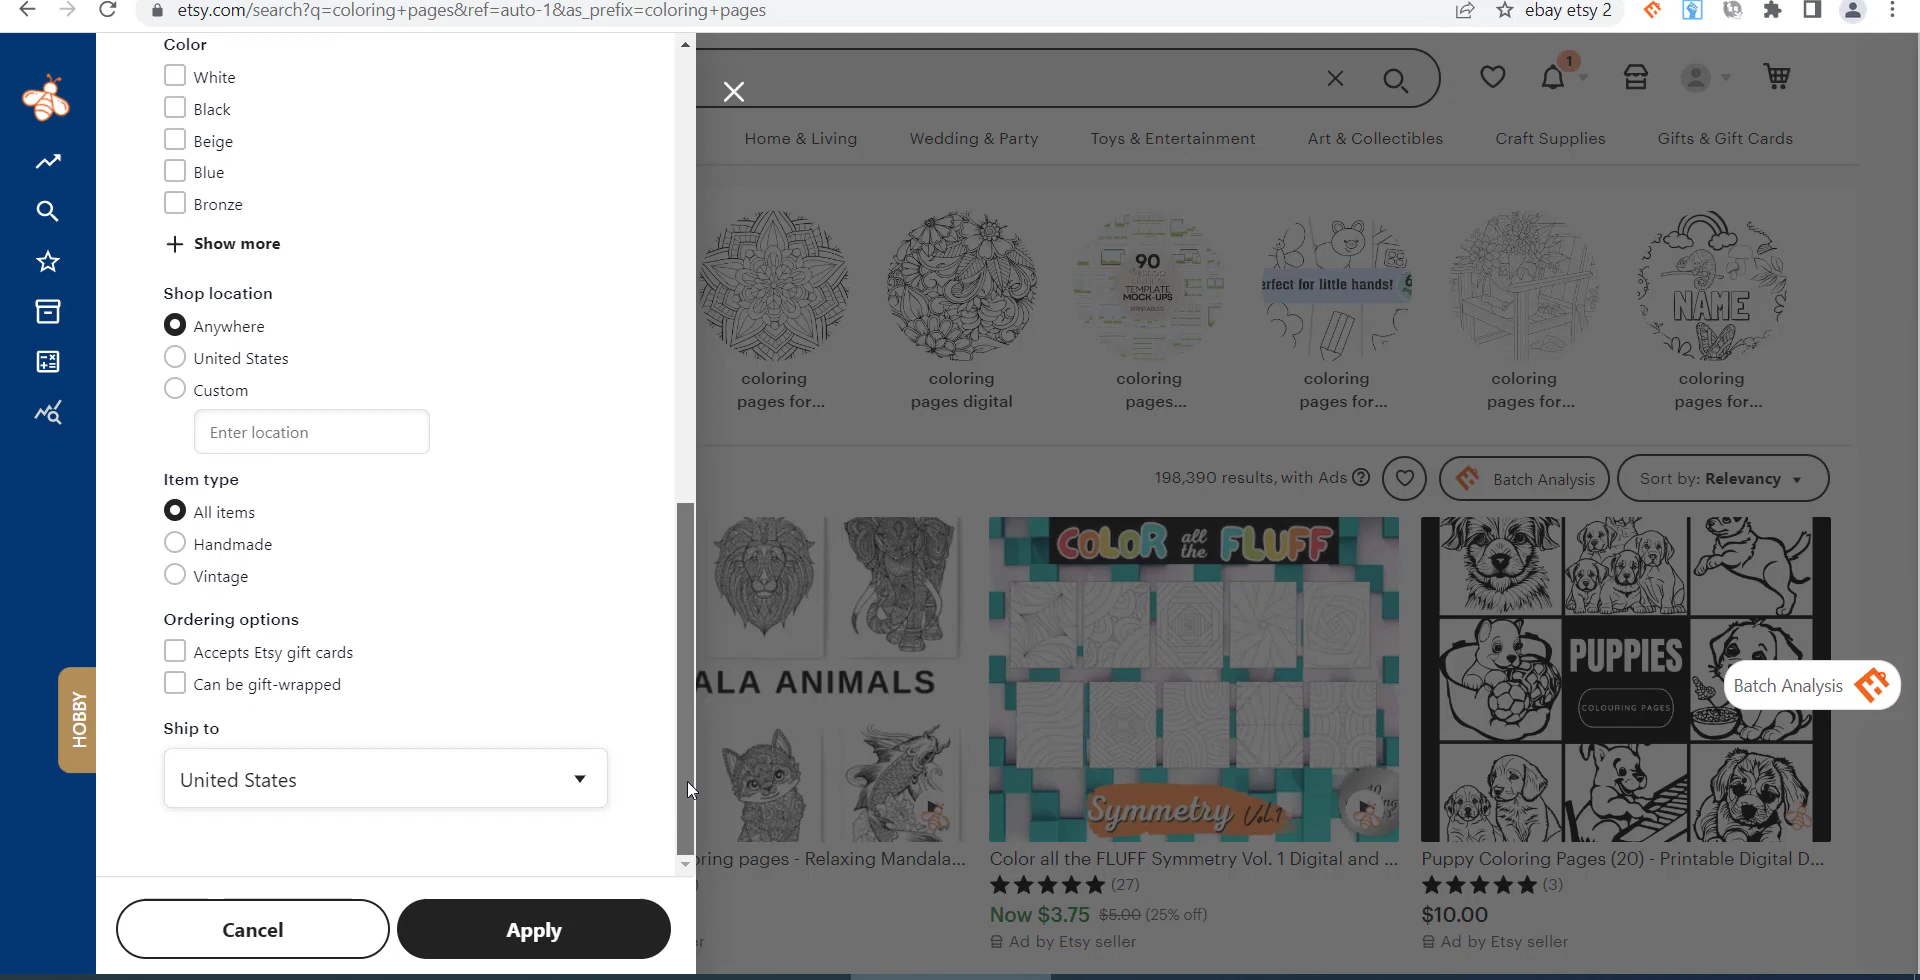 etsy.com/search?q=coloring+pages&ref=auto-1&as_prefix=coloring+pages
ebay etsy 2
Color
White
Black
Beige
Blue
Bronze
+ Show more
Shop location
Anywhere
United States
Custom
Enter location
Item type
All items
Handmade
Vintage
Ordering options
Accepts Etsy gift cards
Can be gift-wrapped
Ship to
United States
Cancel
Apply
HOBBY
1
Home & Living
Wedding & Party
Toys & Entertainment
Art & Collectibles
Craft Supplies
Gifts & Gift Cards
90
TEMPLATE
MOCK-UPS
PRINTABLES
erfect for little hands!
NAME
coloring
pages for...
coloring
pages digital
coloring
pages...
coloring
pages for...
coloring
pages for...
coloring
pages for...
198,390 results, with Ads
Batch Analysis
Sort by: Relevancy
ALA ANIMALS
COLOR all the FLUFF
Symmetry Vol.1
PUPPIES
COLOURING PAGES
Batch Analysis
oring pages - Relaxing Mandala...
Color all the FLUFF Symmetry Vol. 1 Digital and ...
(27)
Now $3.75 $5.00 (25% off)
Ad by Etsy seller
Puppy Coloring Pages (20) - Printable Digital D...
(3)
$10.00
Ad by Etsy seller